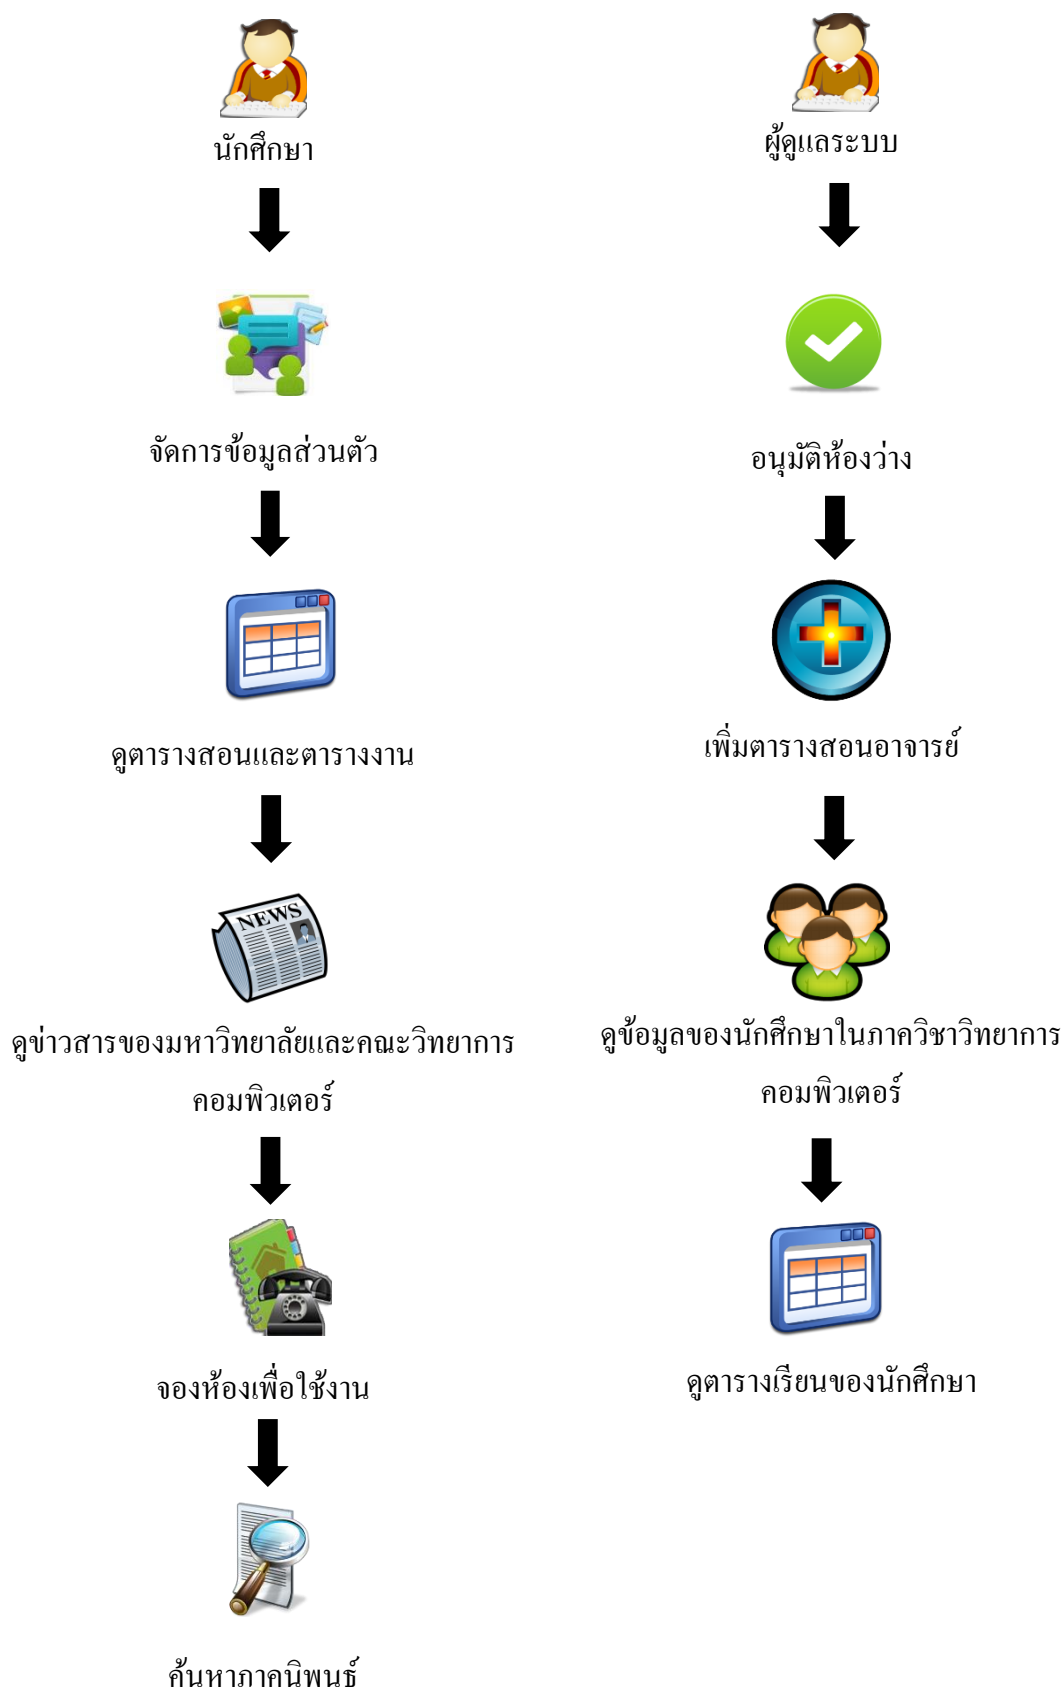 นักศึกษา
จัดการข้อมูลส่วนตัว
ดูตารางสอนและตารางงาน
NEWS
ดูข่าวสารของมหาวิทยาลัยและคณะวิทยาการ
คอมพิวเตอร์
จองห้องเพื่อใช้งาน
ค้นหาภาคนิพนธ์
ผู้ดูแลระบบ
อนุมัติห้องว่าง
เพิ่มตารางสอนอาจารย์
ดูข้อมูลของนักศึกษาในภาควิชาวิทยาการ
คอมพิวเตอร์
ดูตารางเรียนของนักศึกษา